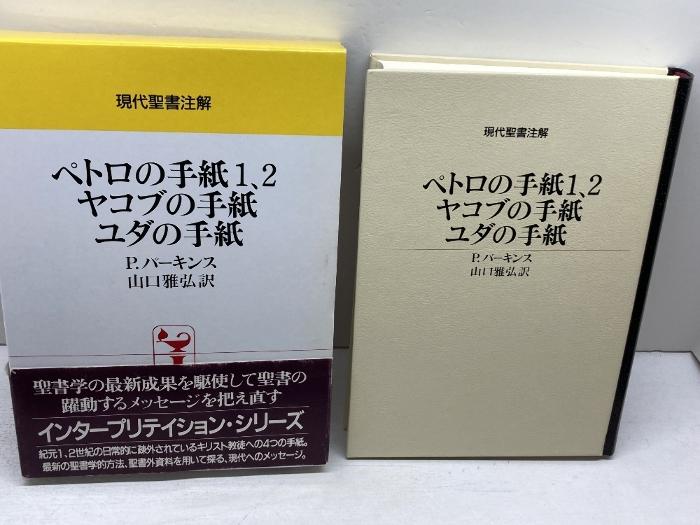 現代聖書注解
ペトロの手紙1、2
ヤコブの手紙
ユダの手紙
P.パーキンス
山口雅弘訳
聖書学の最新成果を駆使して聖書の
躍動するメッセージを把え直す
インタープリテイション・シリーズ
紀元1、2世紀の日常的に疎外されているキリスト教徒への4つの手紙。
最新の聖書学的方法、聖書外資料を用いて探る、現代へのメッセージ。
現代聖書注解
ペトロの手紙1、2
ヤコブの手紙
ユダの手紙
P.パーキンス
山口雅弘訳